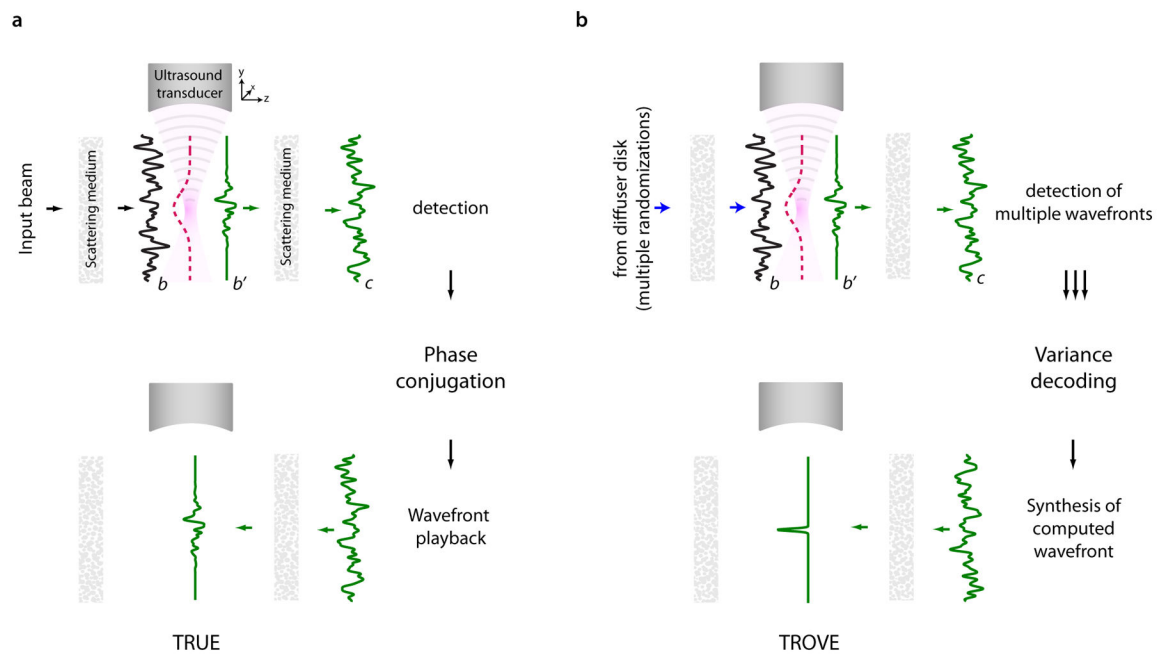 a
Ultrasound
transducer
y
x
z
Input beam
Scattering medium
Scattering medium
b
b’
c
detection
Phase
conjugation
Wavefront
playback
TRUE
b
from diffuser disk
(multiple randomizations)
b
b’
c
detection of
multiple wavefronts
Variance
decoding
Synthesis of
computed
wavefront
TROVE